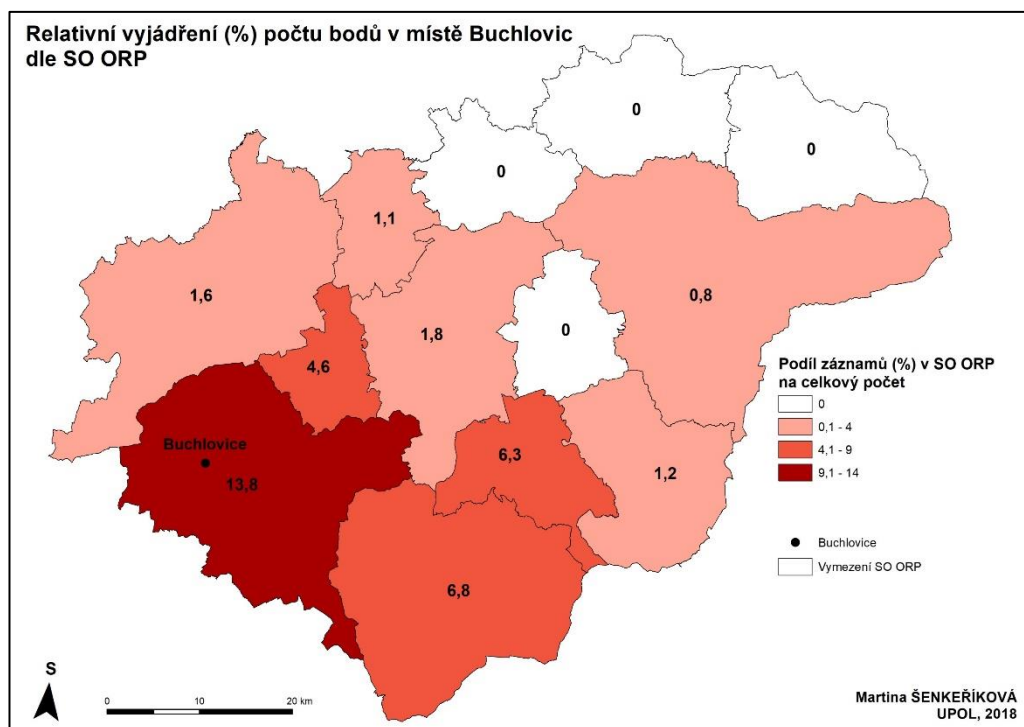 Relativní vyjádření (%) počtu bodů v místě Buchlovic
dle SO ORP
0
0
0
1,1
1,6
0,8
1,8
0
4,6
Podíl záznamů (%) v SO ORP
na celkový počet
0
0,1 - 4
4,1 - 9
9,1 - 14
Buchlovice
6,3
1,2
13,8
Buchlovice
Vymezení SO ORP
6,8
S
0 10 20 km
Martina ŠENKEŘÍKOVÁ
UPOL, 2018